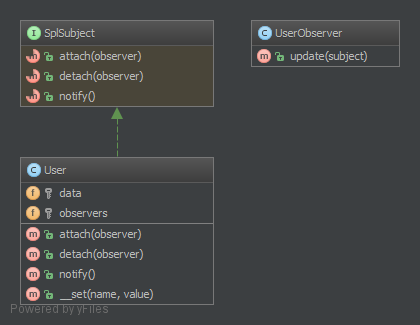 SplSubject
attach(observer)
detach(observer)
notify()
UserObserver
update(subject)
User
data
observers
attach(observer)
detach(observer)
notify()
__set(name, value)
Powered by yFiles